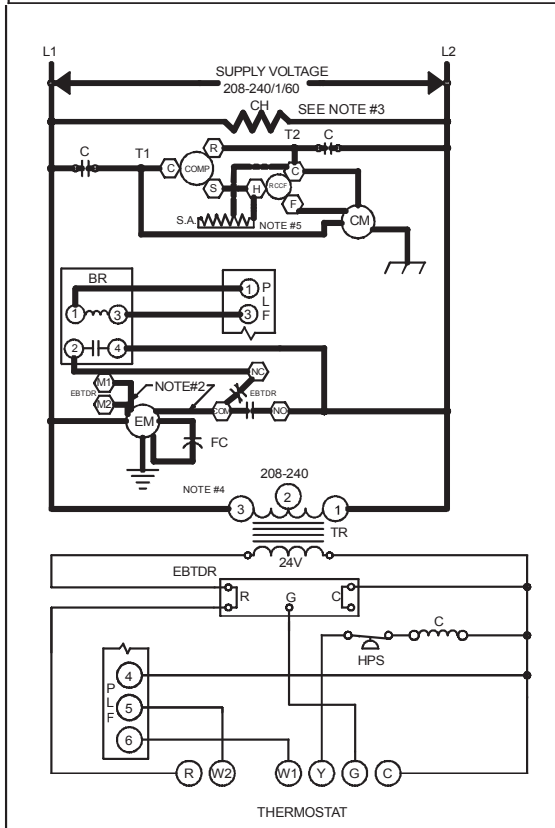 L1 L2
SUPPLY VOLTAGE
208-240/1/60
CH SEE NOTE #3
C T1 R T2 C
C COMP C
S H RCCF
F
S.A. NOTE #5 CM
BR
1 3 1 P
3 L
F
2 4
M1 NOTE#2 NC
EBTDR EBTDR
M2
EM COM NO
FC
208-240
NOTE #4 2
3 1
TR
24V
EBTDR
R G C
C
HPS
4
P 5
L
F 6
R W2 W1 Y G C
THERMOSTAT